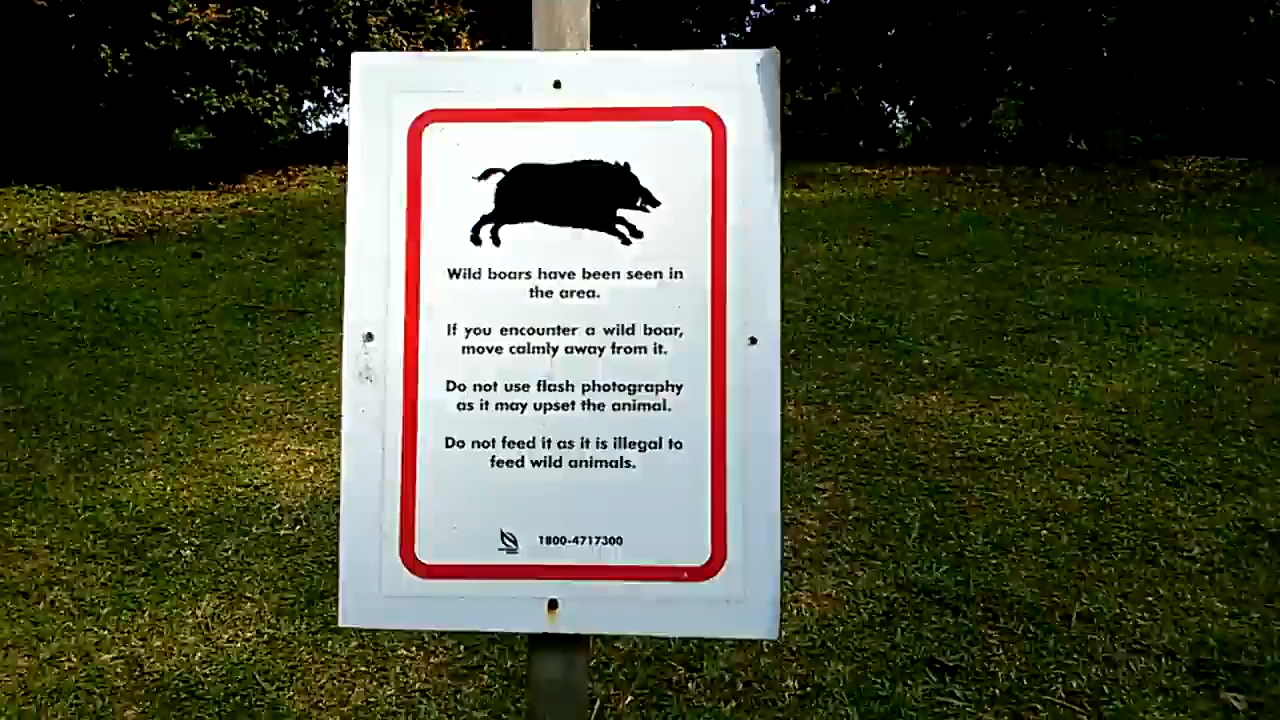 Wild boars have been seen in
the area.
If you encounter a wild boar,
move calmly away from it.
Do not use flash photography
as it may upset the animal.
Do not feed it as it is illegal to
feed wild animals.
1800-4717300